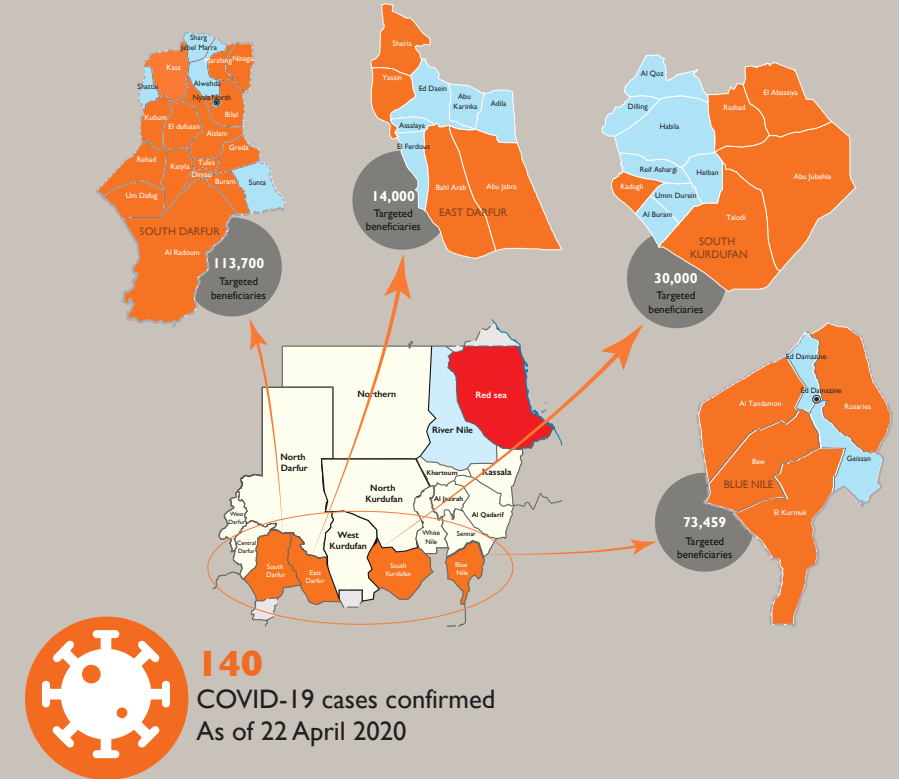 Sharg
Jebel Marra
Kass
Marshing
Nitega
Shattai
Alwehda
Nyala North
Kubum
El dufusan
Bilel
Alslam
Greda
Rehad
Katyla
Tules
Dimso
Buram
Sunta
Um Dafug
SOUTH DARFUR
Al Radoum
113,700
Targeted
beneficiaries
Sheria
Yassin
Ed Daein
Abu
Karinka
Adila
Assalaya
El Ferdous
Bahl Arab
Abu Jabra
EAST DARFUR
14,000
Targeted
beneficiaries
Al Qoz
Dilling
Habila
Rashad
El Abassiya
Reif Ashargi
Heiban
Kadugli
Umm Durein
Al Buram
Abu Jubehia
Talodi
SOUTH
KURDUFAN
30,000
Targeted
beneficiaries
Northern
Red sea
River Nile
North
Darfur
North
Kurdufan
Khartoum
Kassala
Al Jazirah
Al Qadarif
West
Darfur
Central
Darfur
West
Kurdufan
White
Nile
Sennar
South
Darfur
East
Darfur
South
Kurdufan
Blue
Nile
Ed Damazine
Ed Damazine
Al Tandamon
Rosaries
Baw
Geissan
BLUE NILE
El Kurmuk
73,459
Targeted
beneficiaries
140
COVID-19 cases confirmed
As of 22 April 2020